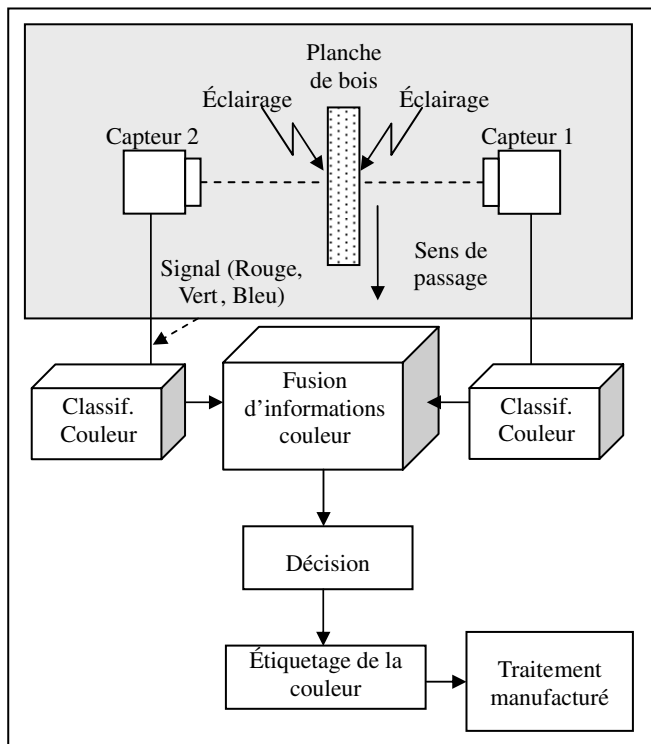 Planche
de bois
Éclairage
Éclairage
Capteur 2
Capteur 1
Signal (Rouge,
Vert, Bleu)
Sens de
passage
Classif.
Couleur
Fusion
d’informations
couleur
Classif.
Couleur
Décision
Étiquetage de la
couleur
Traitement
manufacturé